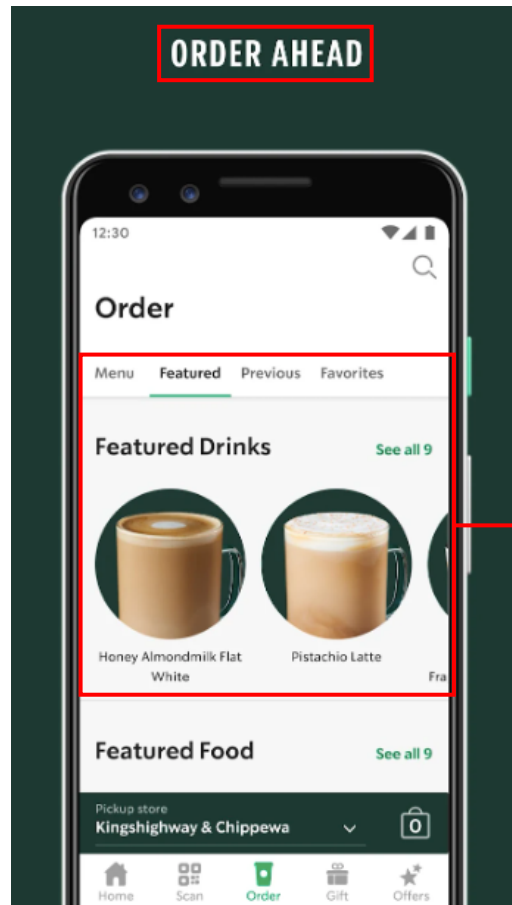 ORDER AHEAD
12:30
Order
Menu Featured Previous Favorites
Featured Drinks See all 9
Honey Almondmilk Flat White
Pistachio Latte
Fra
Featured Food See all 9
Pickup store
Kingshighway & Chippewa 0
Home Scan Order Gift Offers